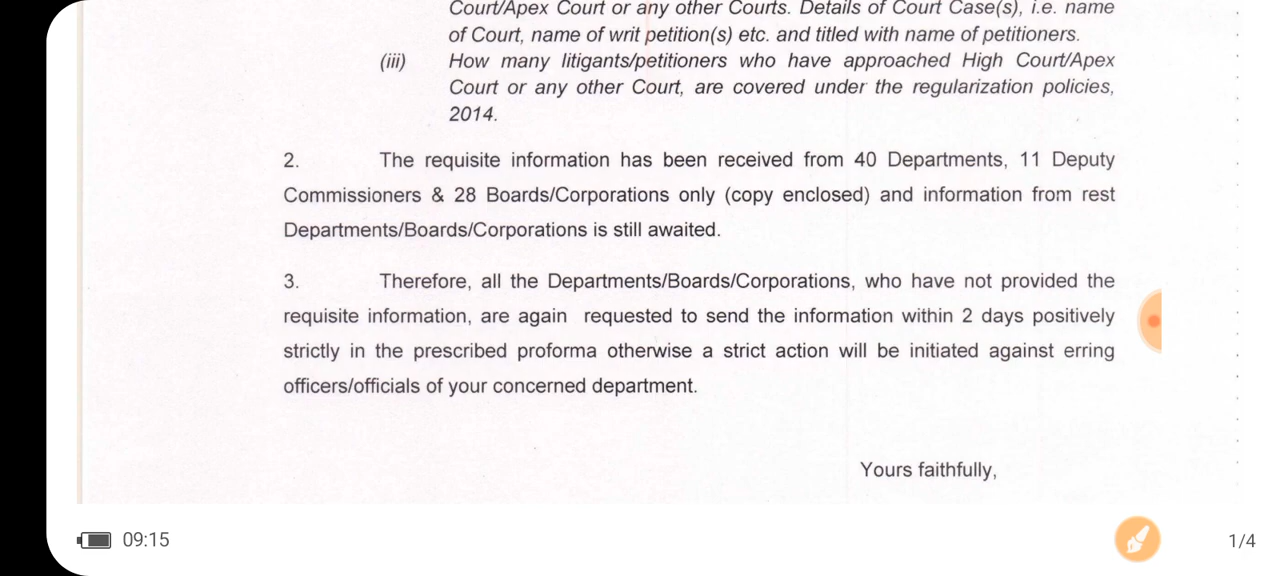 Court/Apex Court or any other Courts. Details of Court Case(s), i.e. name
of Court, name of writ petition(s) etc. and titled with name of petitioners.
(iii) How many litigants/petitioners who have approached High Court/Apex
Court or any other Court, are covered under the regularization policies,
2014.
2. The requisite information has been received from 40 Departments, 11 Deputy
Commissioners & 28 Boards/Corporations only (copy enclosed) and information from rest
Departments/Boards/Corporations is still awaited.
3. Therefore, all the Departments/Boards/Corporations, who have not provided the
requisite information, are again requested to send the information within 2 days positively
strictly in the prescribed proforma otherwise a strict action will be initiated against erring
officers/officials of your concerned department.
Yours faithfully,
09:15
1/4